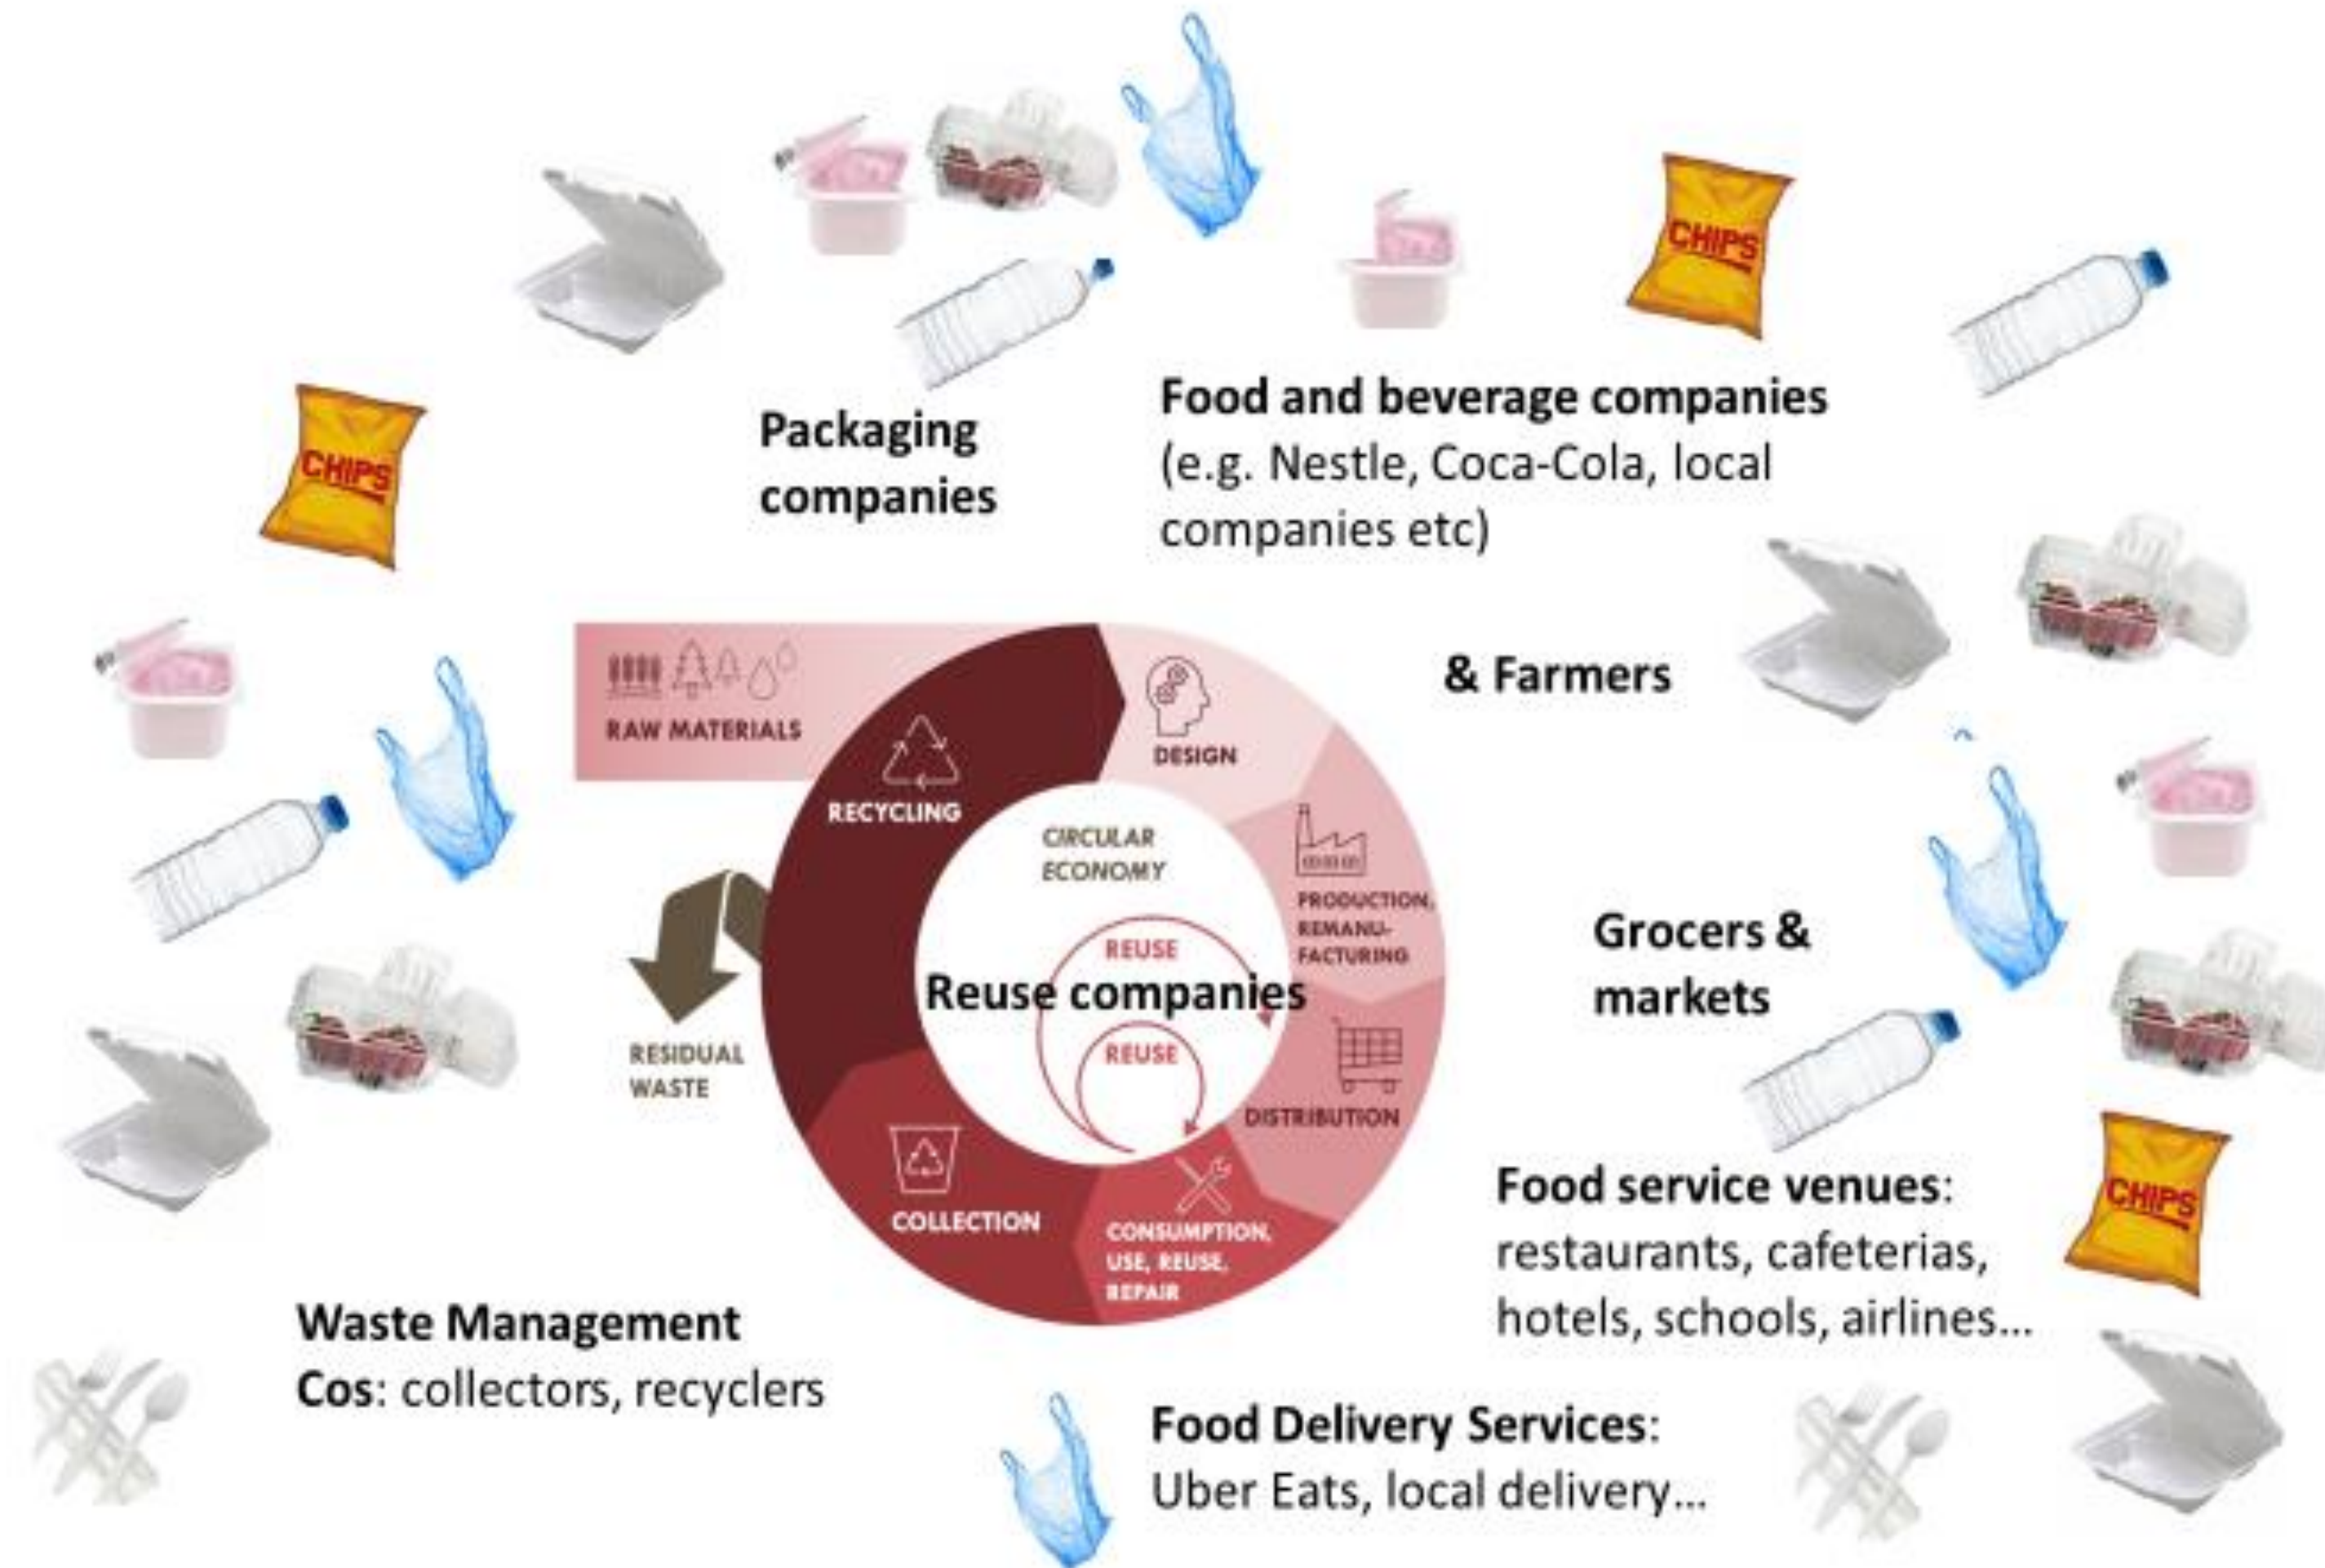 CHIPS
Packaging
companies
Food and beverage companies
(e.g. Nestle, Coca-Cola, local
companies etc)
CHIPS
& Farmers
RAW MATERIALS
RECYCLING
DESIGN
CIRCULAR
ECONOMY
PRODUCTION,
REMANU-
FACTURING
REUSE
Reuse companies
REUSE
Grocers &
markets
RESIDUAL
WASTE
DISTRIBUTION
COLLECTION
CONSUMPTION,
USE, REUSE,
REPAIR
Food service venues:
restaurants, cafeterias,
hotels, schools, airlines...
CHIPS
Waste Management
Cos: collectors, recyclers
Food Delivery Services:
Uber Eats, local delivery...